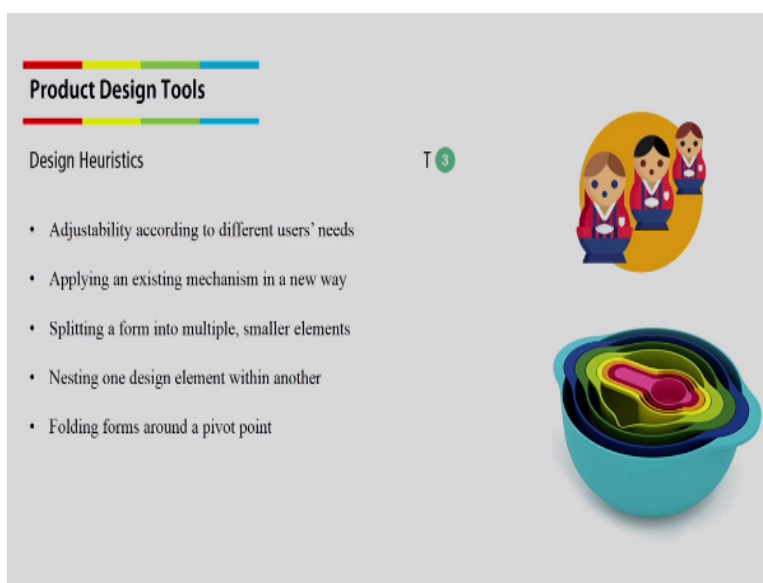 Product Design Tools
Design Heuristics
T 3
• Adjustability according to different users' needs
• Applying an existing mechanism in a new way
• Splitting a form into multiple, smaller elements
• Nesting one design element within another
• Folding forms around a pivot point